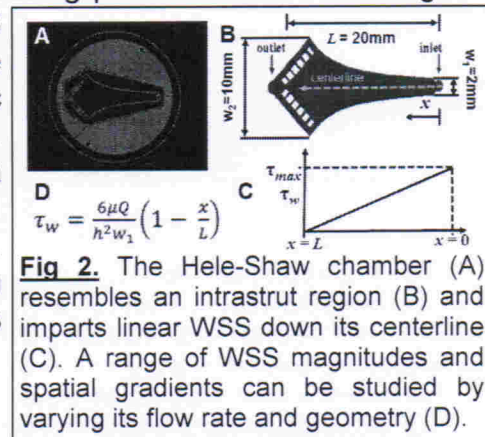 A
B
L = 20mm
outlet
inlet
w₂=10mm
centerline
w₁=2mm
x
D
C
τmax
τw
τw = 6μQ/h²w₁ (1 − x/L)
x = L
x = 0
Fig 2. The Hele-Shaw chamber (A)
resembles an intrastrut region (B) and
imparts linear WSS down its centerline
(C). A range of WSS magnitudes and
spatial gradients can be studied by
varying its flow rate and geometry (D).